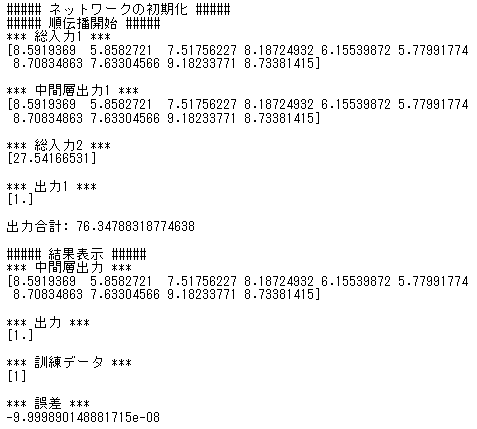 ##### ネットワークの初期化 #####
##### 順伝播開始 #####
*** 総入力1 ***
[8.5919369  5.8582721  7.51756227 8.18724932 6.15539872 5.77991774
 8.70834863 7.63304566 9.18233771 8.73381415]
*** 中間層出力1 ***
[8.5919369  5.8582721  7.51756227 8.18724932 6.15539872 5.77991774
 8.70834863 7.63304566 9.18233771 8.73381415]
*** 総入力2 ***
[27.54166531]
*** 出力1 ***
[1.]
出力合計: 76.34788318774638
##### 結果表示 #####
*** 中間層出力 ***
[8.5919369  5.8582721  7.51756227 8.18724932 6.15539872 5.77991774
 8.70834863 7.63304566 9.18233771 8.73381415]
*** 出力 ***
[1.]
*** 訓練データ ***
[1]
*** 誤差 ***
-9.999890148881715e-08